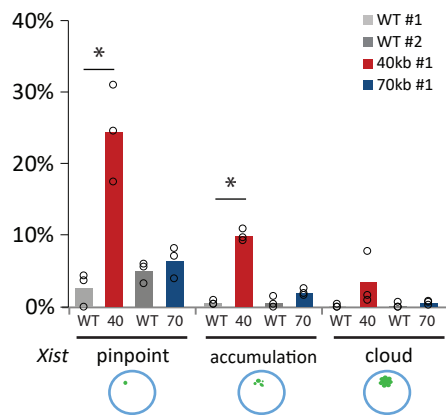 40%
30%
20%
10%
0%
*
*
WT #1
WT #2
40kb #1
70kb #1
WT 40 WT 70 WT 40 WT 70 WT 40 WT 70
Xist pinpoint accumulation cloud